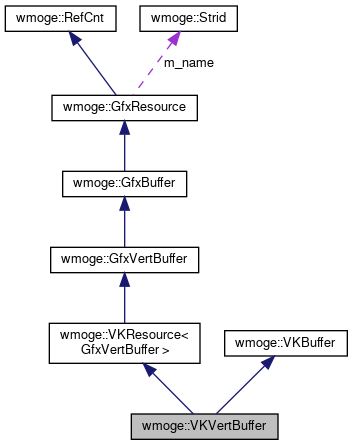 wmoge::RefCnt
wmoge::Strid
m_name
wmoge::GfxResource
wmoge::GfxBuffer
wmoge::GfxVertBuffer
wmoge::VKResource<
GfxVertBuffer >
wmoge::VKBuffer
wmoge::VKVertBuffer